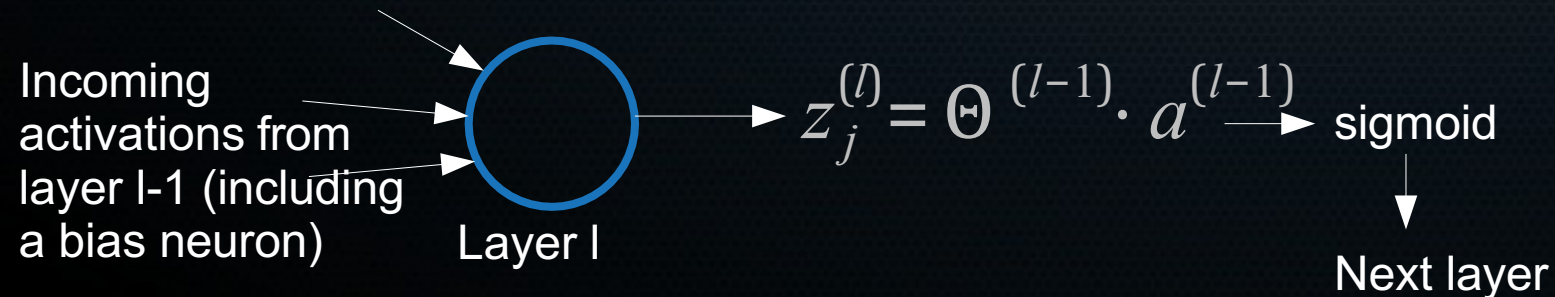 Incoming
activations from
layer l-1 (including
a bias neuron)
Layer l
z_j^{(l)} = Θ^{(l-1)} · a^{(l-1)}
sigmoid
Next layer